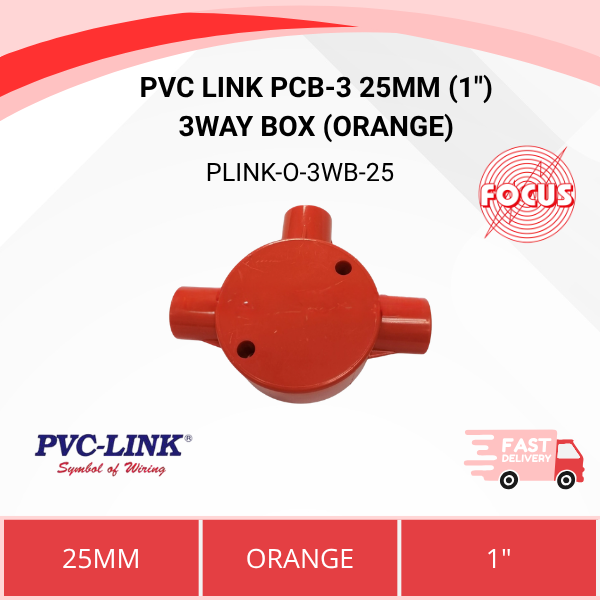 PVC LINK PCB-3 25MM (1")
3WAY BOX (ORANGE)
PLINK-O-3WB-25
FOCUS
PVC-LINK®
Symbol of Wiring
FAST
DELIVERY
25MM
ORANGE
1"